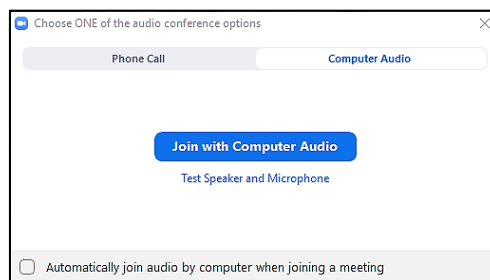 Choose ONE of the audio conference options
Phone Call
Computer Audio
Join with Computer Audio
Test Speaker and Microphone
Automatically join audio by computer when joining a meeting